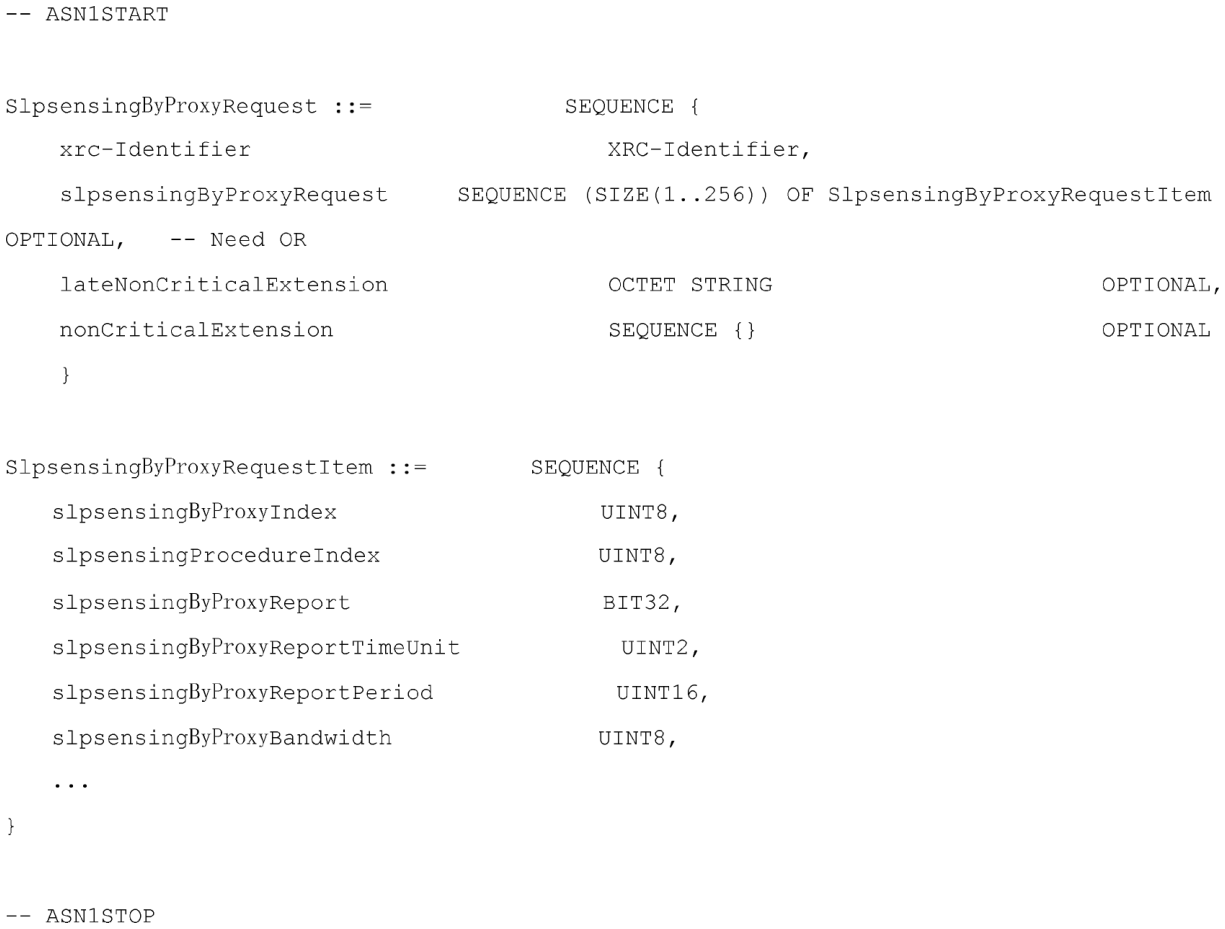 -- ASN1START
SlpsensingByProxyRequest ::= SEQUENCE {
xrc-Identifier XRC-Identifier,
slpsensingByProxyRequest SEQUENCE (SIZE(1..256)) OF SlpsensingByProxyRequestItem
OPTIONAL, -- Need OR
lateNonCriticalExtension OCTET STRING OPTIONAL,
nonCriticalExtension SEQUENCE {} OPTIONAL
}
SlpsensingByProxyRequestItem ::= SEQUENCE {
slpsensingByProxyIndex UINT8,
slpsensingProcedureIndex UINT8,
slpsensingByProxyReport BIT32,
slpsensingByProxyReportTimeUnit UINT2,
slpsensingByProxyReportPeriod UINT16,
slpsensingByProxyBandwidth UINT8,
...
}
-- ASN1STOP